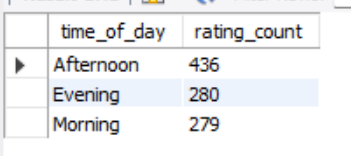 time_of_day rating_count
Afternoon 436
Evening 280
Morning 279